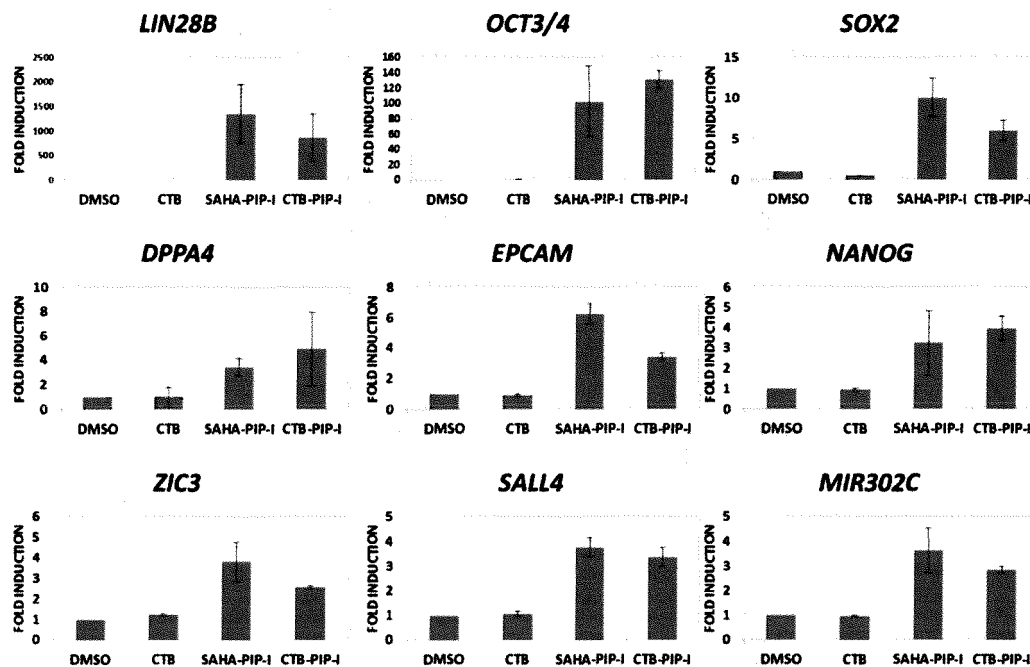 LIN28B
OCT3/4
SOX2
FOLD INDUCTION
2500
2000
1500
1000
500
0
DMSO CTB SAHA-PIP-I CTB-PIP-I
FOLD INDUCTION
160
140
120
100
80
60
40
20
0
DMSO CTB SAHA-PIP-I CTB-PIP-I
FOLD INDUCTION
15
10
5
0
DMSO CTB SAHA-PIP-I CTB-PIP-I
DPPA4
EPCAM
NANOG
FOLD INDUCTION
10
8
6
4
2
0
DMSO CTB SAHA-PIP-I CTB-PIP-I
FOLD INDUCTION
8
6
4
2
0
DMSO CTB SAHA-PIP-I CTB-PIP-I
FOLD INDUCTION
6
5
4
3
2
1
0
DMSO CTB SAHA-PIP-I CTB-PIP-I
ZIC3
SALL4
MIR302C
FOLD INDUCTION
6
5
4
3
2
1
0
DMSO CTB SAHA-PIP-I CTB-PIP-I
FOLD INDUCTION
5
4
3
2
1
0
DMSO CTB SAHA-PIP-I CTB-PIP-I
FOLD INDUCTION
5
4
3
2
1
0
DMSO CTB SAHA-PIP-I CTB-PIP-I